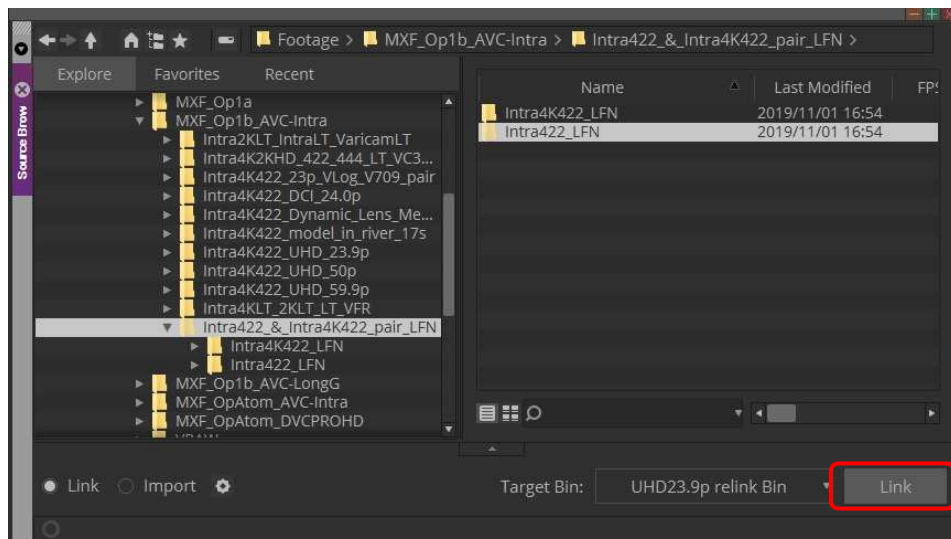 Footage > MXF_Op1b_AVC-Intra > Intra422_&_Intra4K422_pair_LFN >
Source Brow
Explore Favorites Recent
MXF_Op1a
MXF_Op1b_AVC-Intra
Intra2KLT_IntraLT_VaricamLT
Intra4K2KHD_422_444_LT_VC3...
Intra4K422_23p_VLog_V709_pair
Intra4K422_DCI_24.0p
Intra4K422_Dynamic_Lens_Me...
Intra4K422_model_in_river_17s
Intra4K422_UHD_23.9p
Intra4K422_UHD_50p
Intra4K422_UHD_59.9p
Intra4KLT_2KLT_LT_VFR
Intra422_&_Intra4K422_pair_LFN
Intra4K422_LFN
Intra422_LFN
MXF_Op1b_AVC-LongG
MXF_OpAtom_AVC-Intra
MXF_OpAtom_DVCPROHD
Name Last Modified FPS
Intra4K422_LFN 2019/11/01 16:54
Intra422_LFN 2019/11/01 16:54
Link Import Target Bin: UHD23.9p relink Bin Link